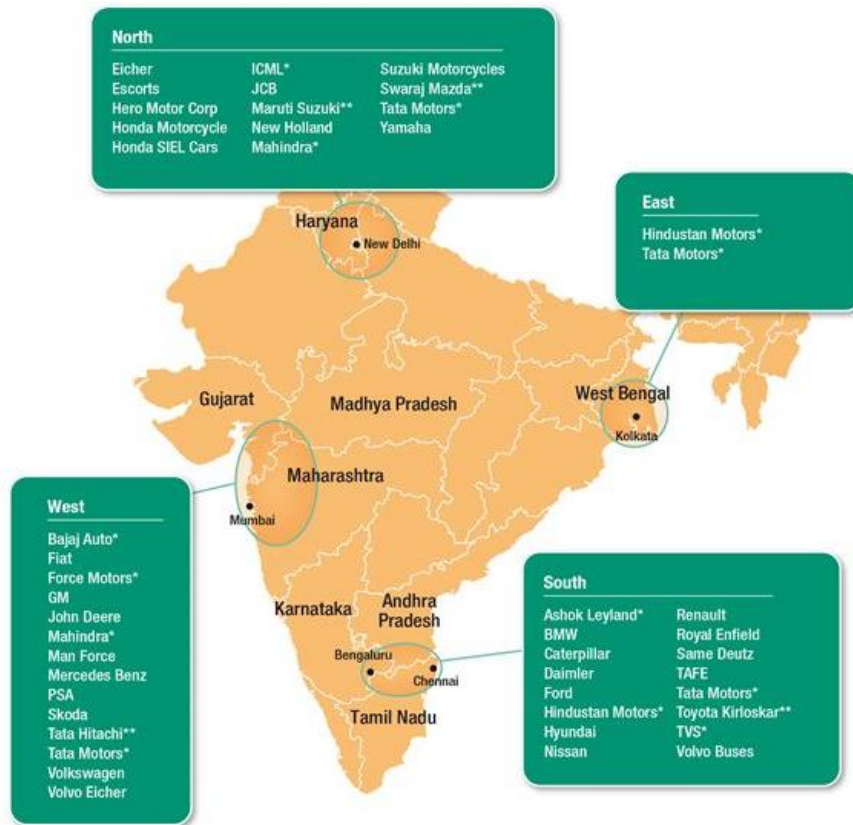 North
Eicher
Escorts
Hero Motor Corp
Honda Motorcycle
Honda SIEL Cars
ICML*
JCB
Maruti Suzuki**
New Holland
Mahindra*
Suzuki Motorcycles
Swaraj Mazda**
Tata Motors*
Yamaha
East
Hindustan Motors*
Tata Motors*
Haryana
New Delhi
Gujarat
Madhya Pradesh
West Bengal
Kolkata
Maharashtra
Mumbai
West
Bajaj Auto*
Fiat
Force Motors*
GM
John Deere
Mahindra*
Man Force
Mercedes Benz
PSA
Skoda
Tata Hitachi**
Tata Motors*
Volkswagen
Volvo Eicher
Karnataka
Andhra
Pradesh
Bengaluru
Chennai
Tamil Nadu
South
Ashok Leyland*
BMW
Caterpillar
Daimler
Ford
Hindustan Motors*
Hyundai
Nissan
Renault
Royal Enfield
Same Deutz
TAFE
Tata Motors*
Toyota Kirloskar**
TVS*
Volvo Buses